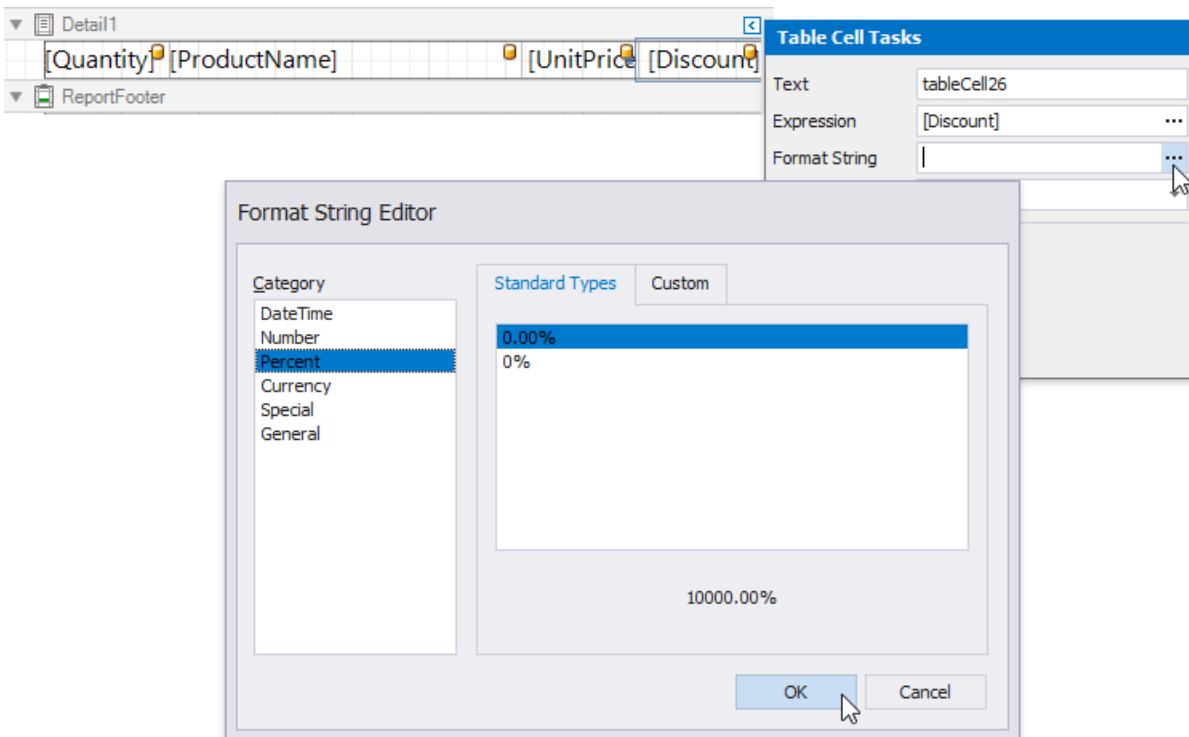 Detail1
[Quantity] [ProductName] [UnitPrice [Discount]
ReportFooter
Table Cell Tasks
Text tableCell26
Expression [Discount] ...
Format String ...
Format String Editor
Category
DateTime
Number
Percent
Currency
Special
General
Standard Types Custom
0.00%
0%
10000.00%
OK Cancel